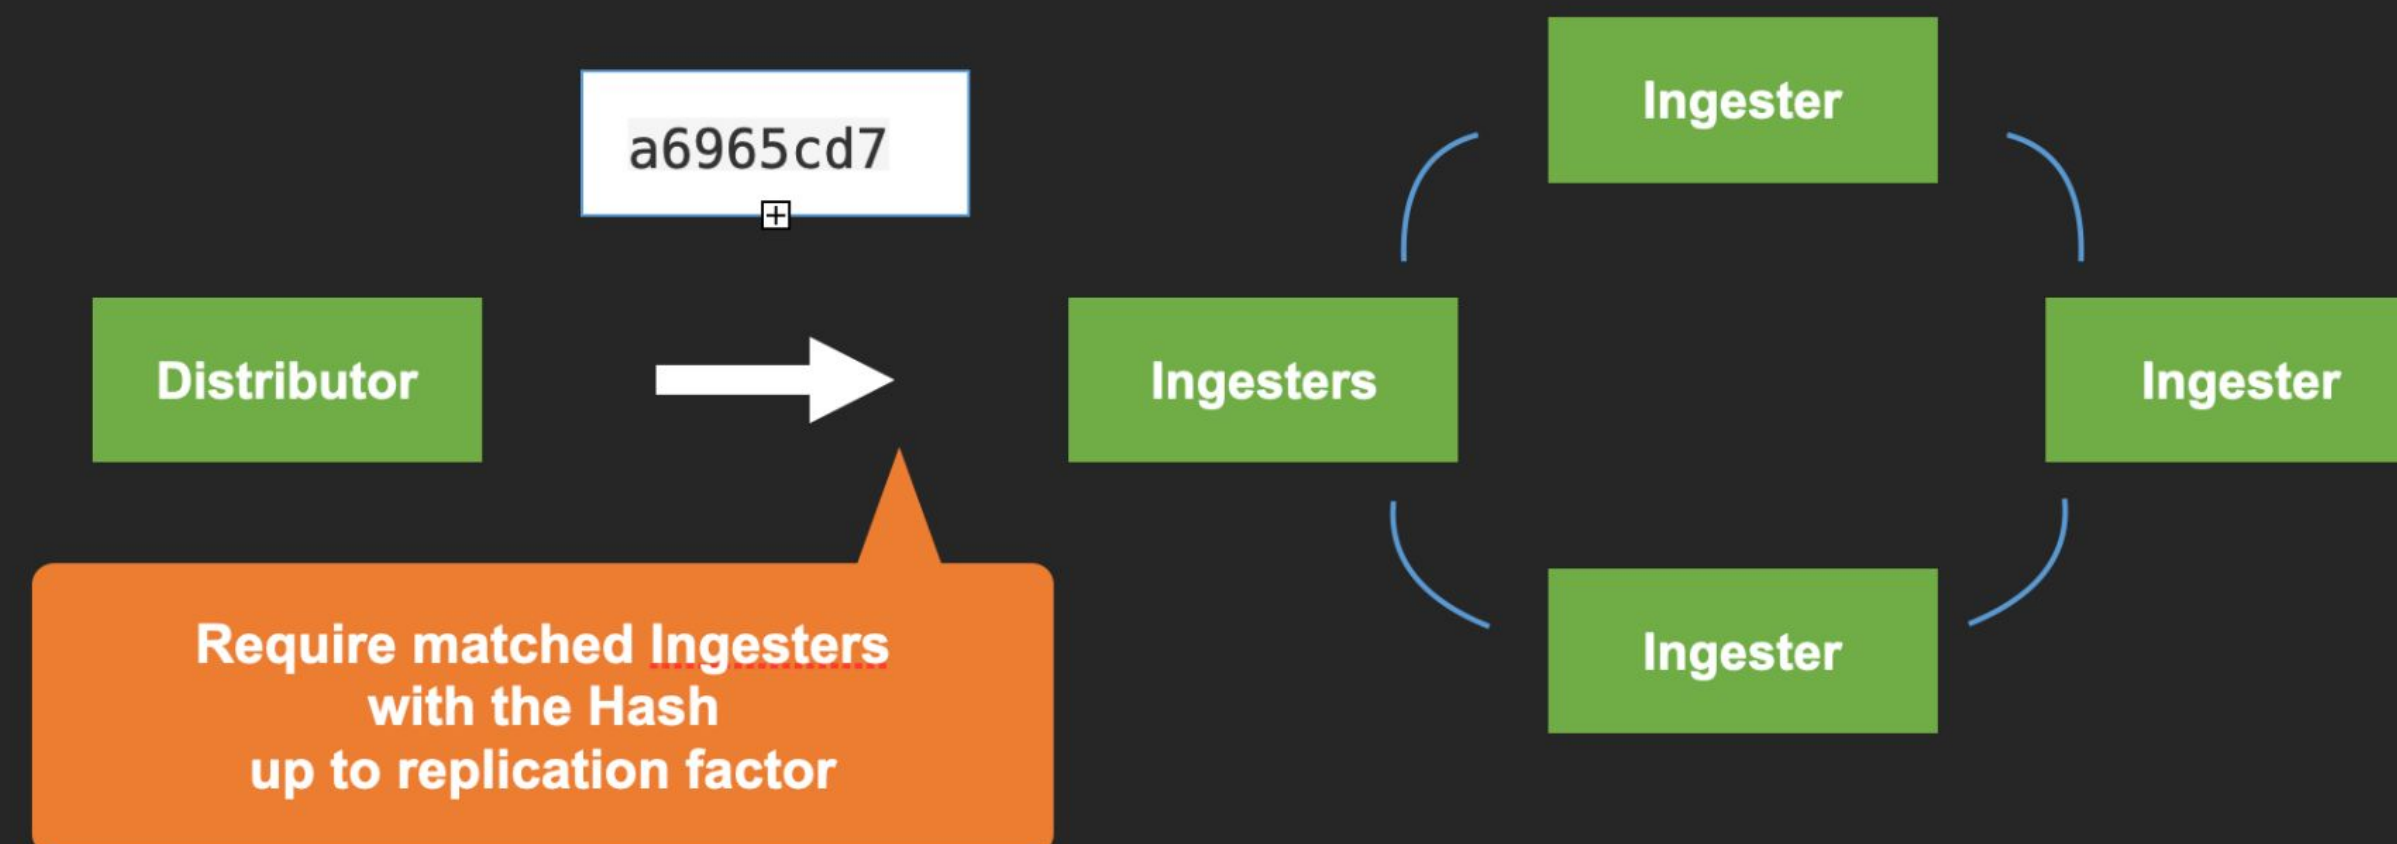 Ingester
a6965cd7
Distributor
Ingesters
Ingester
Require matched Ingesters
with the Hash
up to replication factor
Ingester